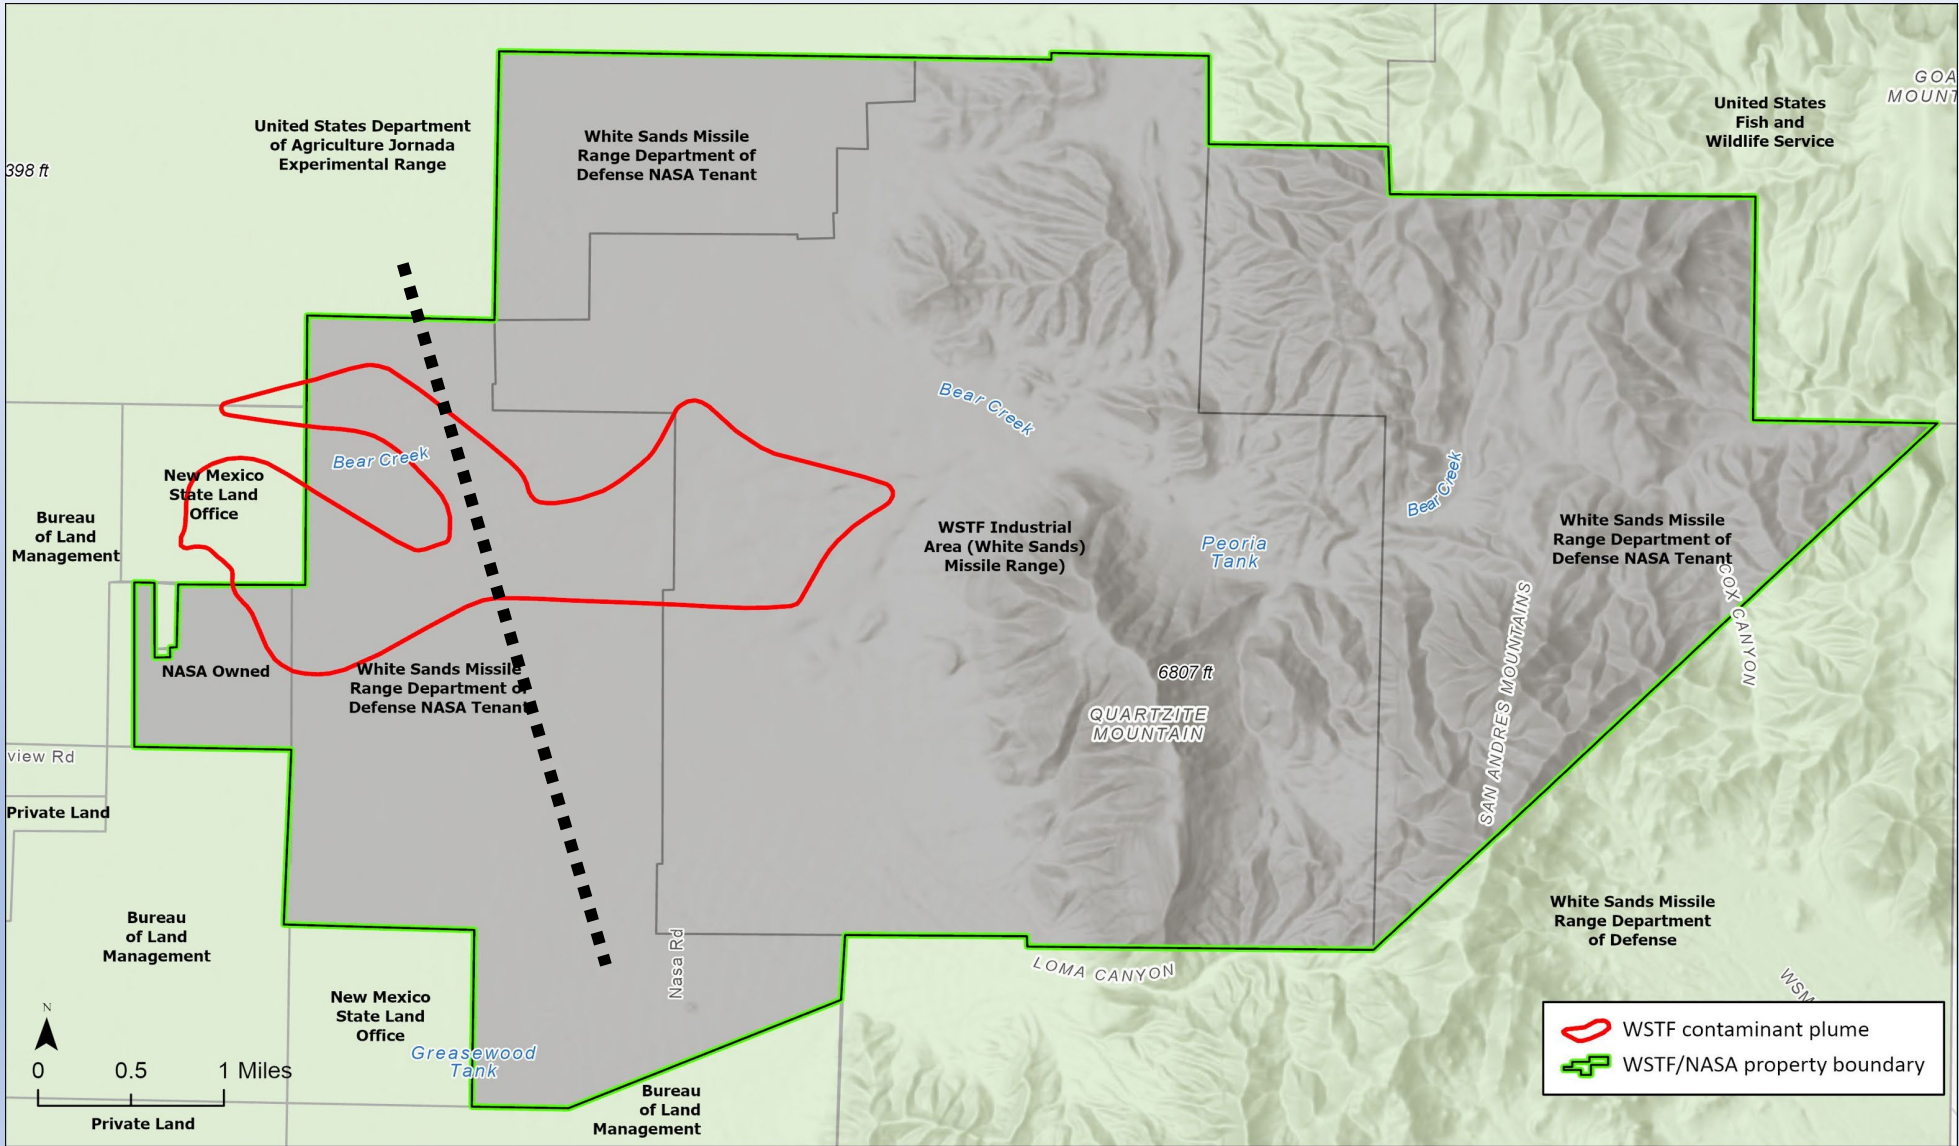 GOA
MOUNT
United States
Fish and
Wildlife Service
United States Department
of Agriculture Jornada
Experimental Range
White Sands Missile
Range Department of
Defense NASA Tenant
398 ft
Bear Creek
Bear Creek
Bear Creek
New Mexico
State Land
Office
Bureau
of Land
Management
WSTF Industrial
Area (White Sands)
Missile Range)
Peoria
Tank
White Sands Missile
Range Department of
Defense NASA Tenant
COX CANYON
SAN ANDRES MOUNTAINS
NASA Owned
White Sands Missile
Range Department of
Defense NASA Tenant
6807 ft
QUARTZITE
MOUNTAIN
view Rd
Private Land
Bureau
of Land
Management
White Sands Missile
Range Department
of Defense
Nasa Rd
LOMA CANYON
WSM
New Mexico
State Land
Office
Greasewood
Tank
N
0 0.5 1 Miles
Private Land
Bureau
of Land
Management
WSTF contaminant plume
WSTF/NASA property boundary